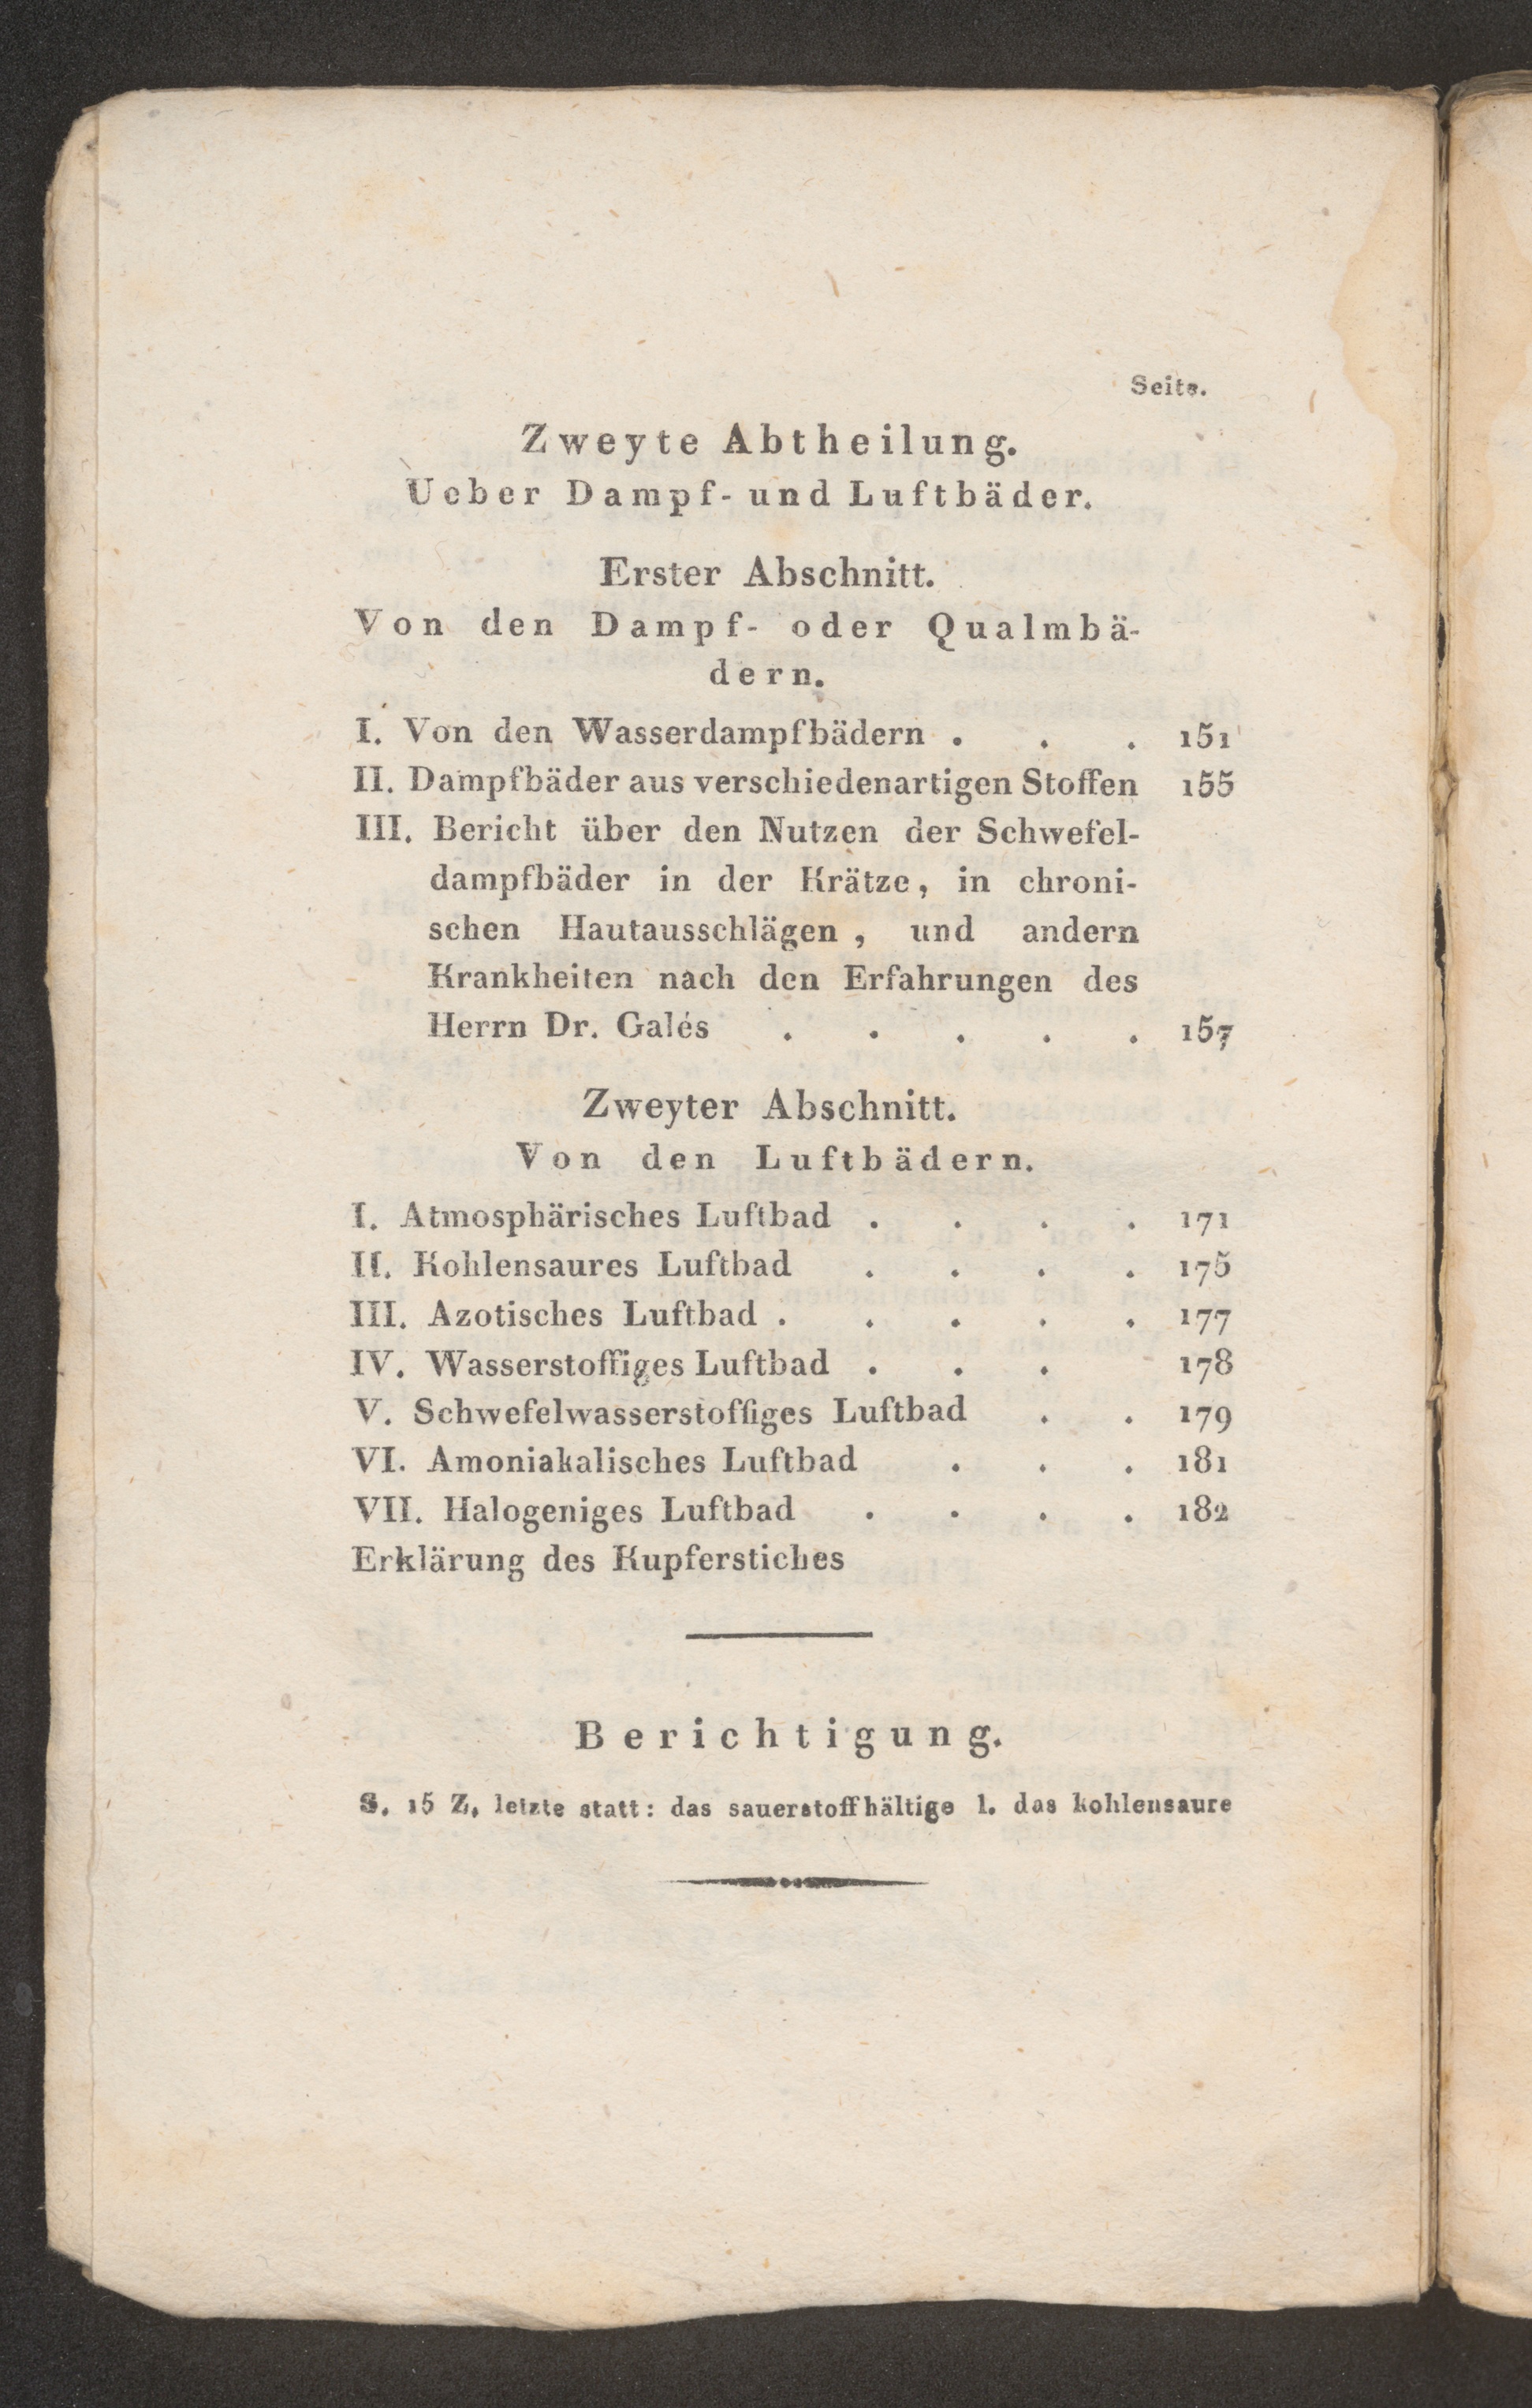 Seite.
Zweyte Abtheilung.
Ueber Dampf- und Luftbäder.
Erster Abschnitt.
Von den Dampf- oder Qualmbä-
dern.
I. Von den Wasserdampfbädern . . . 151
II. Dampfbäder aus verschiedenartigen Stoffen 155
III. Bericht über den Nutzen der Schwefel-
dampfbäder in der Krätze, in chroni-
schen Hautausschlägen, und andern
Krankheiten nach den Erfahrungen des
Herrn Dr. Galés . . . . . 157
Zweyter Abschnitt.
Von den Luftbädern.
I. Atmosphärisches Luftbad . . . . 171
II. Kohlensaures Luftbad . . . . 175
III. Azotisches Luftbad . . . . . 177
IV. Wasserstoffiges Luftbad . . . 178
V. Schwefelwasserstoffiges Luftbad . . 179
VI. Amoniakalisches Luftbad . . . 181
VII. Halogeniges Luftbad . . . . 182
Erklärung des Kupferstiches
Berichtigung.
S. 15 Z. letzte statt: das sauerstoffhältige l. das kohlensaure